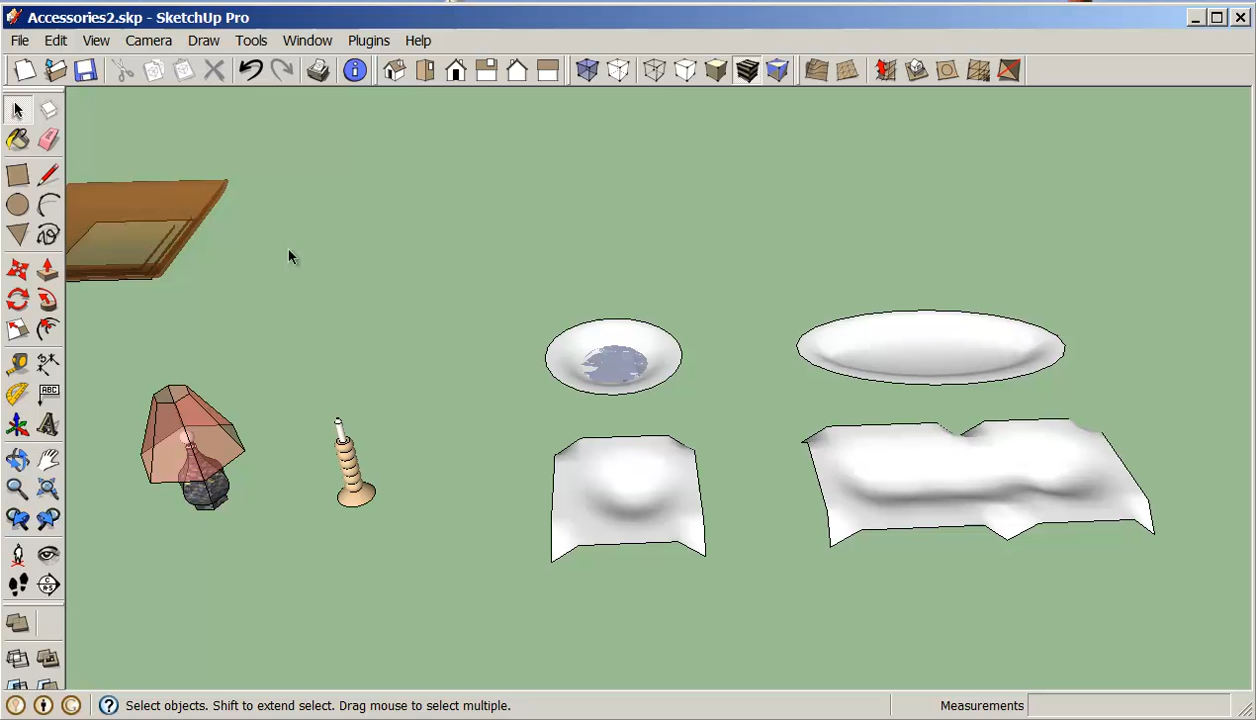 Accessories2.skp - SketchUp Pro
File Edit View Camera Draw Tools Window Plugins Help
ABC
A
Select objects. Shift to extend select. Drag mouse to select multiple.
Measurements